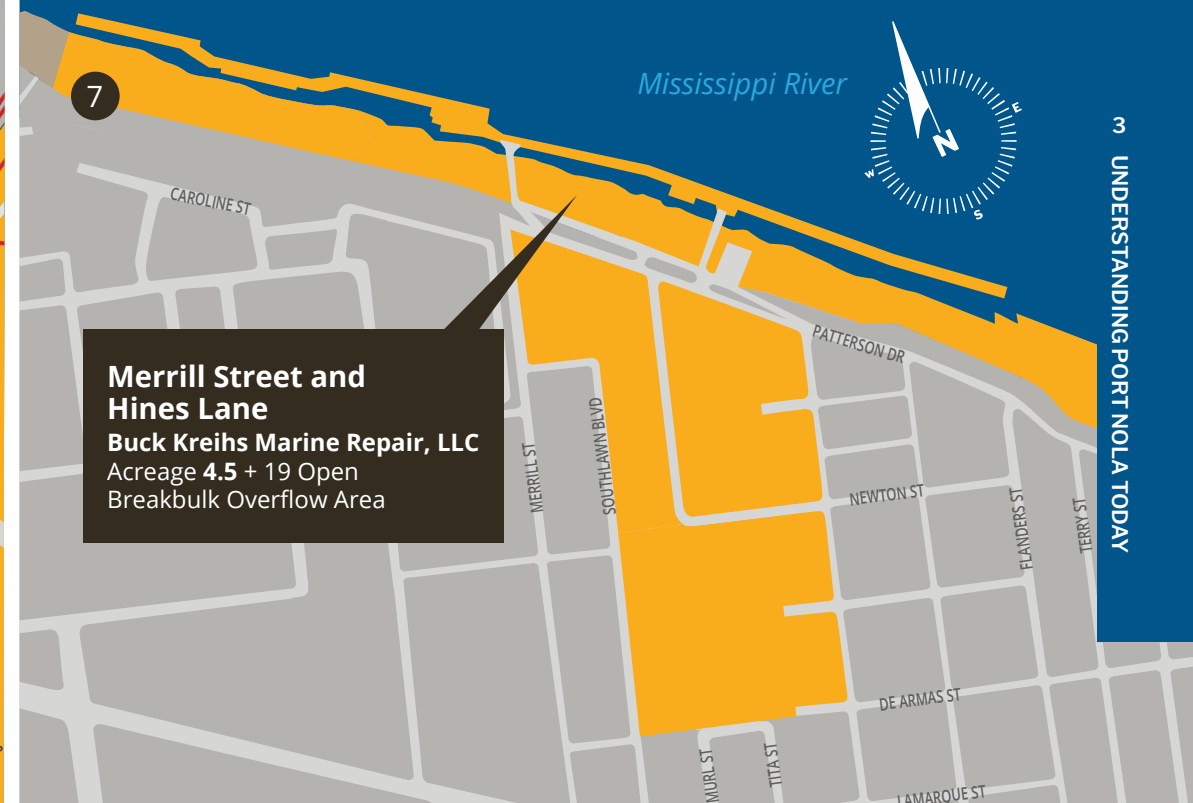 Mississippi River
N
E
S
W
7
CAROLINE ST
PATTERSON DR
Merrill Street and
Hines Lane
Buck Kreihs Marine Repair, LLC
Acreage 4.5 + 19 Open
Breakbulk Overflow Area
MERRILL ST
SOUTHLAWN BLVD
NEWTON ST
FLANDERS ST
TERRY ST
DE ARMAS ST
MURL ST
TITA ST
LAMARQUE ST
3 UNDERSTANDING PORT NOLA TODAY